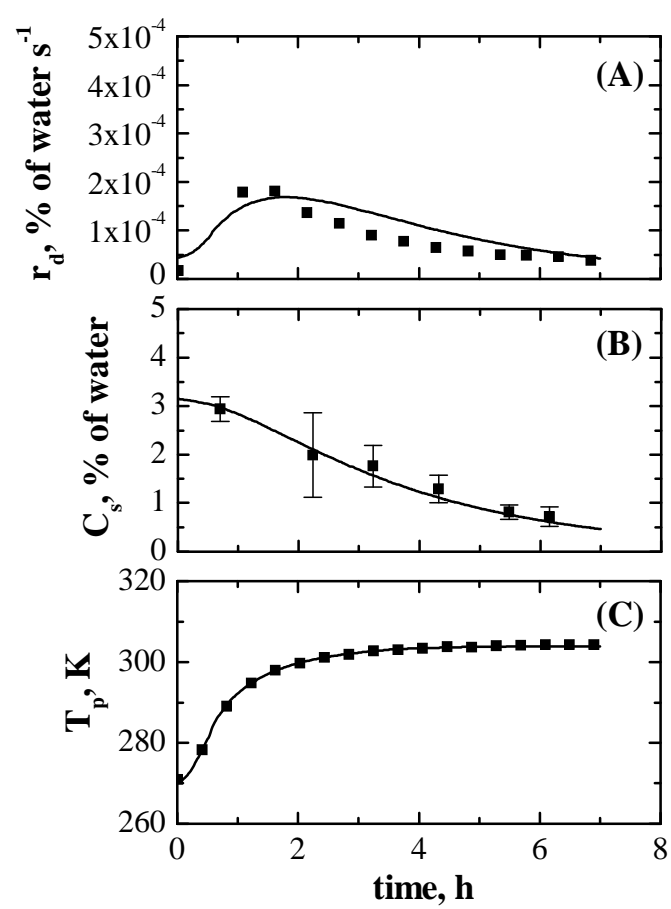 r_d, % of water s^-1
5x10^-4
4x10^-4
3x10^-4
2x10^-4
1x10^-4
0
(A)
C_s, % of water
5
4
3
2
1
0
(B)
T_p, K
320
300
280
260
(C)
0 2 4 6 8
time, h